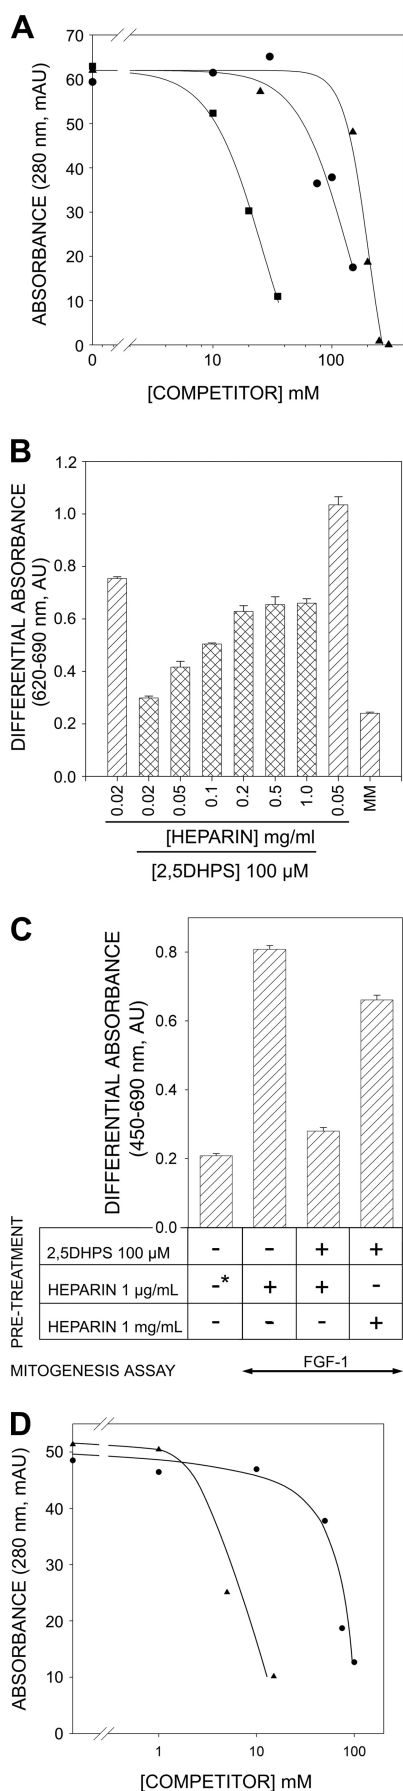 A
ABSORBANCE (280 nm, mAU)
70
60
50
40
30
20
10
0
0
10
100
[COMPETITOR] mM
B
DIFFERENTIAL ABSORBANCE
(620-690 nm, AU)
1.2
1.0
0.8
0.6
0.4
0.2
0.0
0.02
0.02
0.05
0.1
0.2
0.5
1.0
0.05
MM
[HEPARIN] mg/ml
[2,5DHPS] 100 µM
C
DIFFERENTIAL ABSORBANCE
(450-690 nm, AU)
0.8
0.6
0.4
0.2
0.0
PRE-TREATMENT
2,5DHPS 100 µM - - + +
HEPARIN 1 µg/mL -* + + -
HEPARIN 1 mg/mL - - - +
MITOGENESIS ASSAY FGF-1
D
ABSORBANCE (280 nm, mAU)
50
40
30
20
10
0
1
10
100
[COMPETITOR] mM